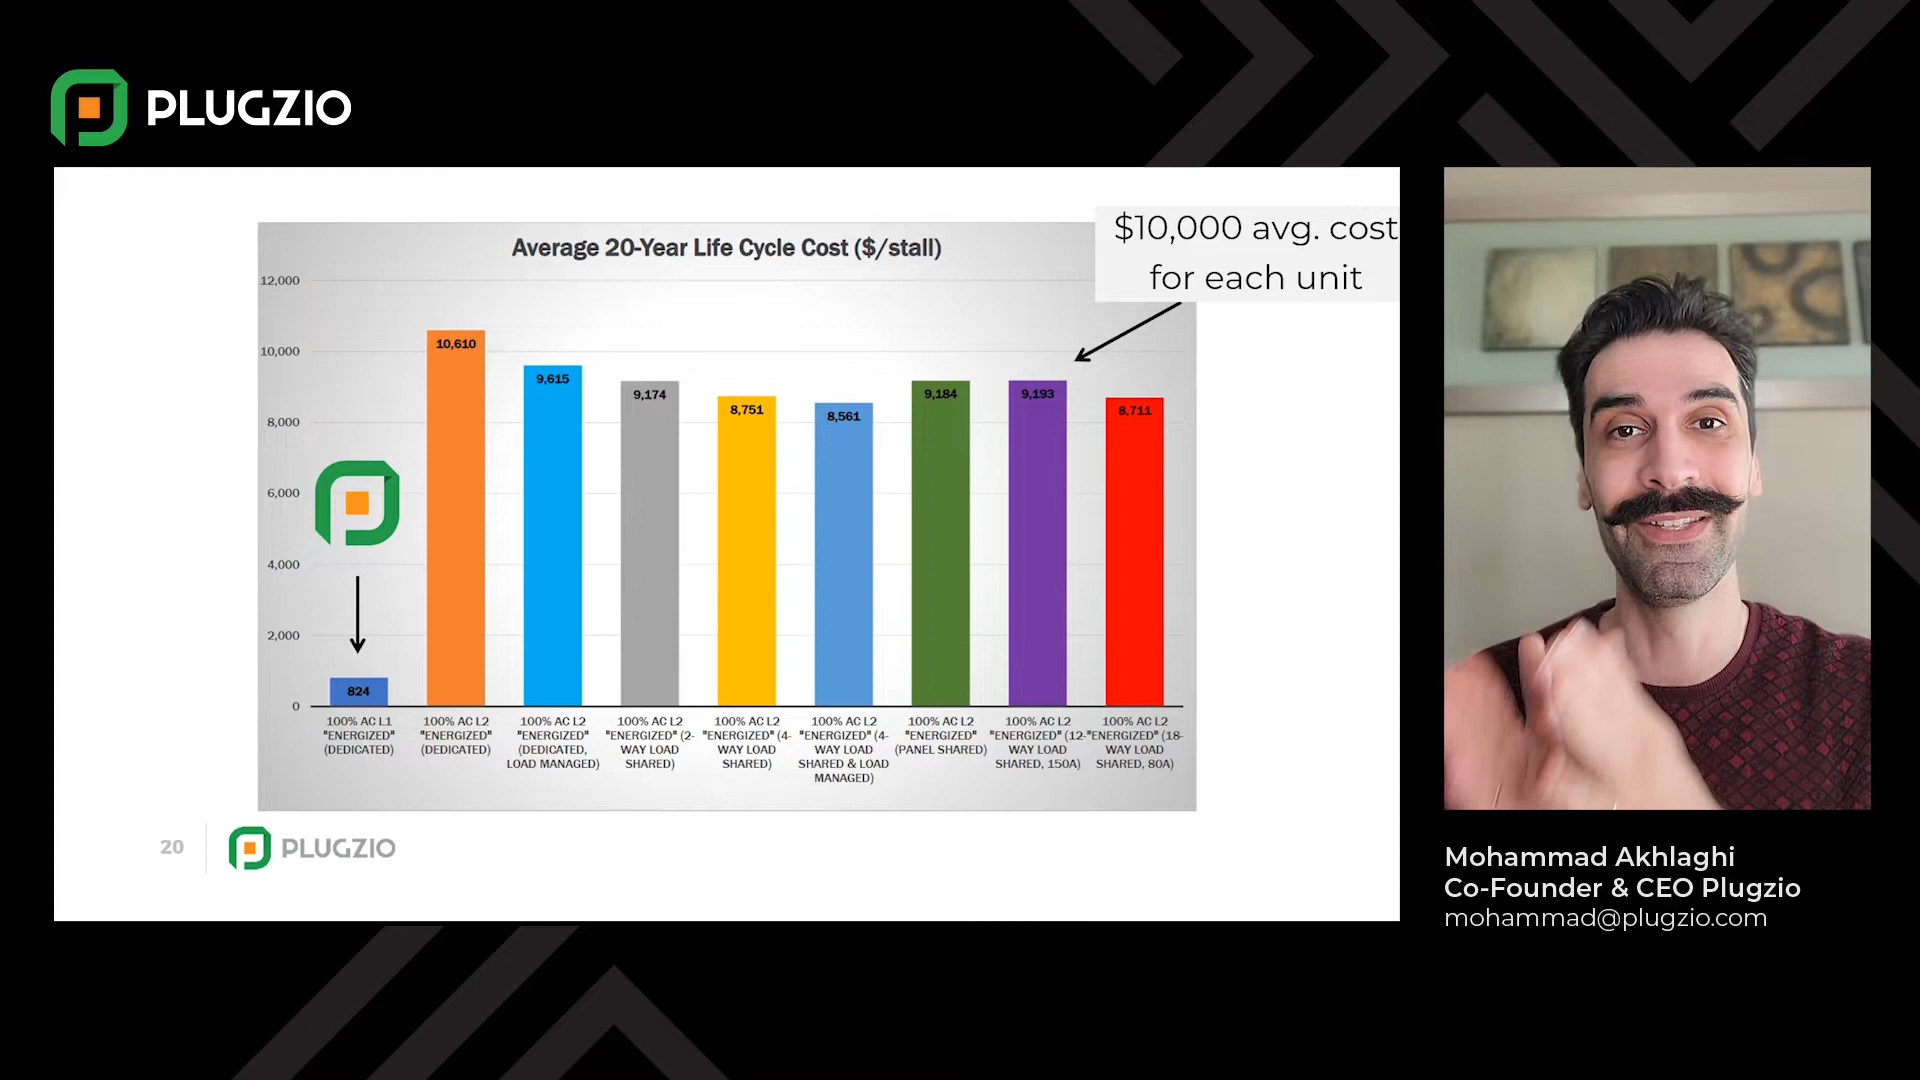 PLUGZIO
$10,000 avg. cost
for each unit
Average 20-Year Life Cycle Cost ($/stall)
12,000
10,000
8,000
6,000
4,000
2,000
0
824
10,610
9,615
9,174
8,751
8,561
9,184
9,193
8,711
100% AC L1
"ENERGIZED"
(DEDICATED)
100% AC L2
"ENERGIZED"
(DEDICATED)
100% AC L2
"ENERGIZED"
(DEDICATED,
LOAD MANAGED)
100% AC L2
"ENERGIZED" (2-
WAY LOAD
SHARED)
100% AC L2
"ENERGIZED" (4-
WAY LOAD
SHARED)
100% AC L2
"ENERGIZED" (4-
WAY LOAD
SHARED & LOAD
MANAGED)
100% AC L2
"ENERGIZED"
(PANEL SHARED)
100% AC L2
"ENERGIZED" (12-
WAY LOAD
SHARED, 150A)
100% AC L2
"ENERGIZED" (18-
WAY LOAD
SHARED, 80A)
20
PLUGZIO
Mohammad Akhlaghi
Co-Founder & CEO Plugzio
mohammad@plugzio.com